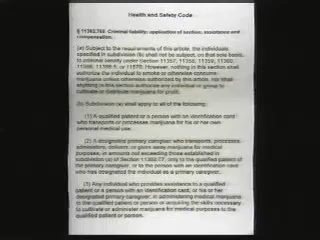 Health and Safety Code
§ 11362.765. Criminal liability; application of section, assistance and
compensation
(a) Subject to the requirements of this article, the individuals
specified in subdivision (b) shall not be subject, on that sole basis,
to criminal liability under Section 11357, 11358, 11359, 11360,
11366, 11366.5, or 11570. However, nothing in this section shall
authorize the individual to smoke or otherwise consume
marijuana unless otherwise authorized by this article, nor shall
anything in this section authorize any individual or group to
cultivate or distribute marijuana for profit.
(b) Subdivision (a) shall apply to all of the following:
(1) A qualified patient or a person with an identification card
who transports or processes marijuana for his or her own
personal medical use.
(2) A designated primary caregiver who transports, processes,
administers, delivers or gives away marijuana for medical
purposes, in amounts not exceeding those established in
subdivision (a) of Section 11362.77, only to the qualified patient of
the primary caregiver, or to the person with an identification card
who has designated the individual as a primary caregiver.
(3) Any individual who provides assistance to a qualified
patient or a person with an identification card, or his or her
designated primary caregiver, in administering medical marijuana
to the qualified patient or person or acquiring the skills necessary
to cultivate or administer marijuana for medical purposes to the
qualified patient or person.